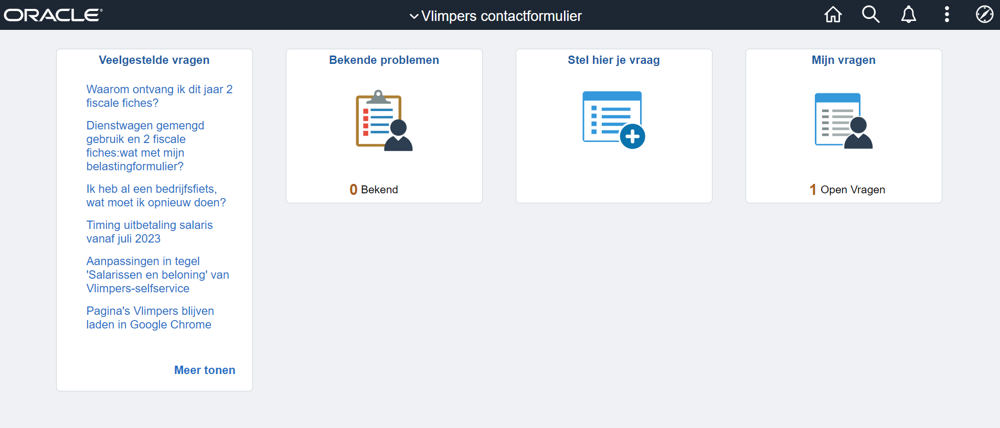 ORACLE®
Vlimpers contactformulier
Veelgestelde vragen
Waarom ontvang ik dit jaar 2
fiscale fiches?
Dienstwagen gemengd
gebruik en 2 fiscale
fiches:wat met mijn
belastingformulier?
Ik heb al een bedrijfsfiets,
wat moet ik opnieuw doen?
Timing uitbetaling salaris
vanaf juli 2023
Aanpassingen in tegel
'Salarissen en beloning' van
Vlimpers-selfservice
Pagina's Vlimpers blijven
laden in Google Chrome
Meer tonen
Bekende problemen
0 Bekend
Stel hier je vraag
Mijn vragen
1 Open Vragen